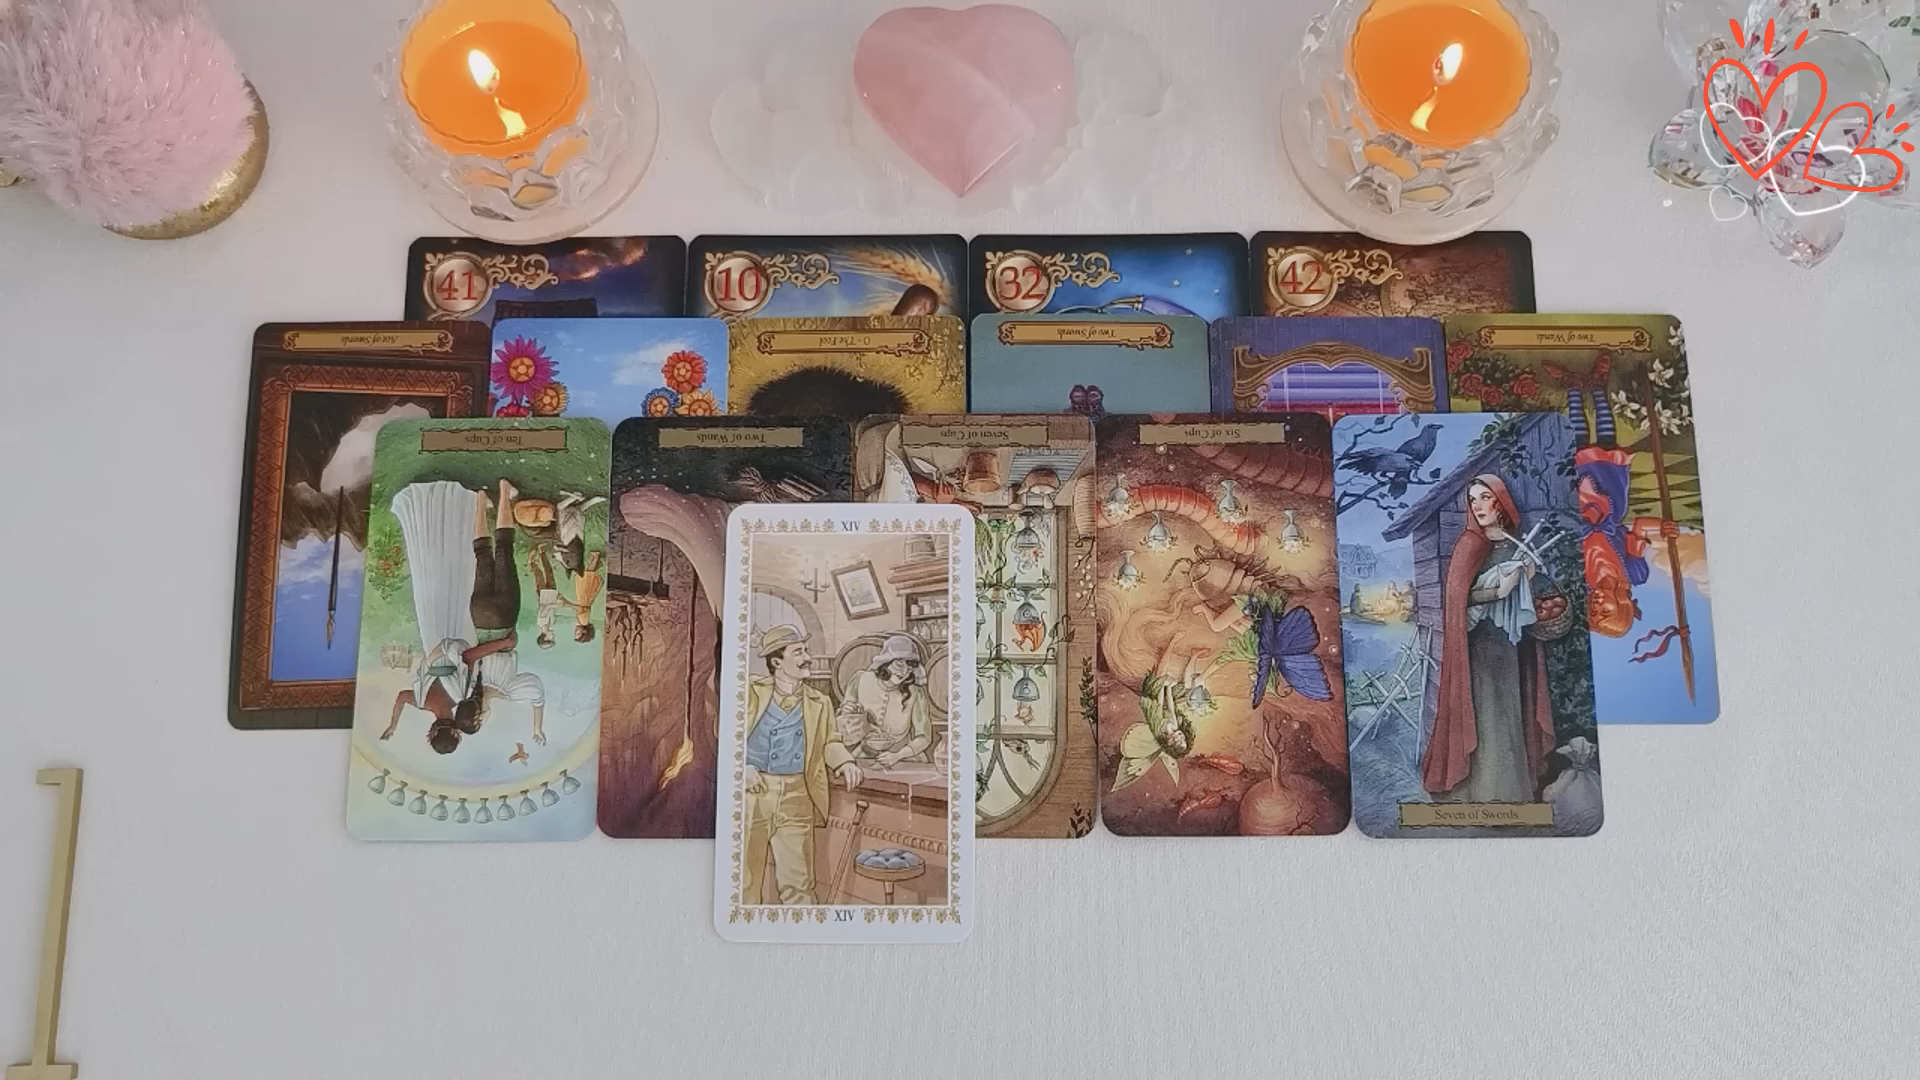 41
10
32
42
Ace of Swords
0 - The Fool
Two of Swords
Two of Wands
Ten of Cups
Two of Wands
Seven of Cups
Six of Cups
XIV
XIV
Seven of Swords
1